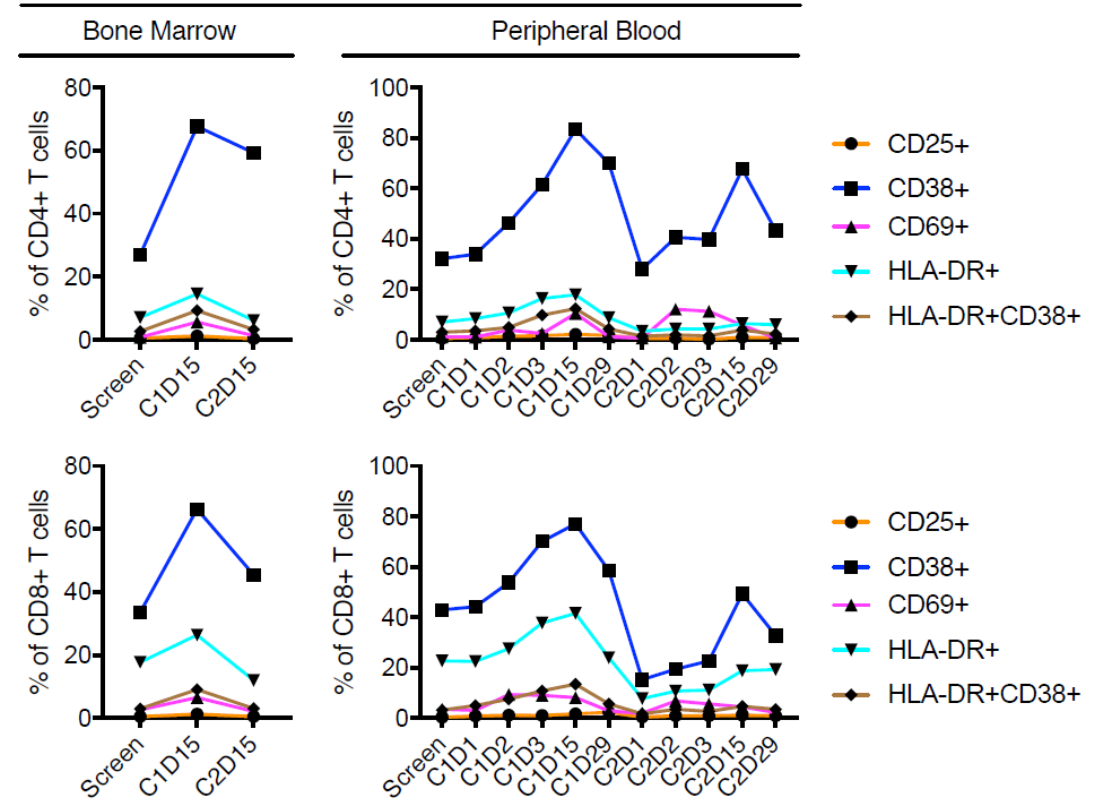 Bone Marrow
Peripheral Blood
% of CD4+ T cells
80
60
40
20
0
Screen
C1D15
C2D15
% of CD4+ T cells
100
80
60
40
20
0
Screen
C1D1
C1D2
C1D3
C1D15
C1D29
C2D1
C2D2
C2D3
C2D15
C2D29
CD25+
CD38+
CD69+
HLA-DR+
HLA-DR+CD38+
% of CD8+ T cells
80
60
40
20
0
Screen
C1D15
C2D15
% of CD8+ T cells
100
80
60
40
20
0
Screen
C1D1
C1D2
C1D3
C1D15
C1D29
C2D1
C2D2
C2D3
C2D15
C2D29
CD25+
CD38+
CD69+
HLA-DR+
HLA-DR+CD38+